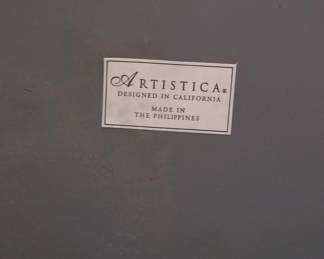 ARTISTICA®
DESIGNED IN CALIFORNIA
MADE IN
THE PHILIPPINES